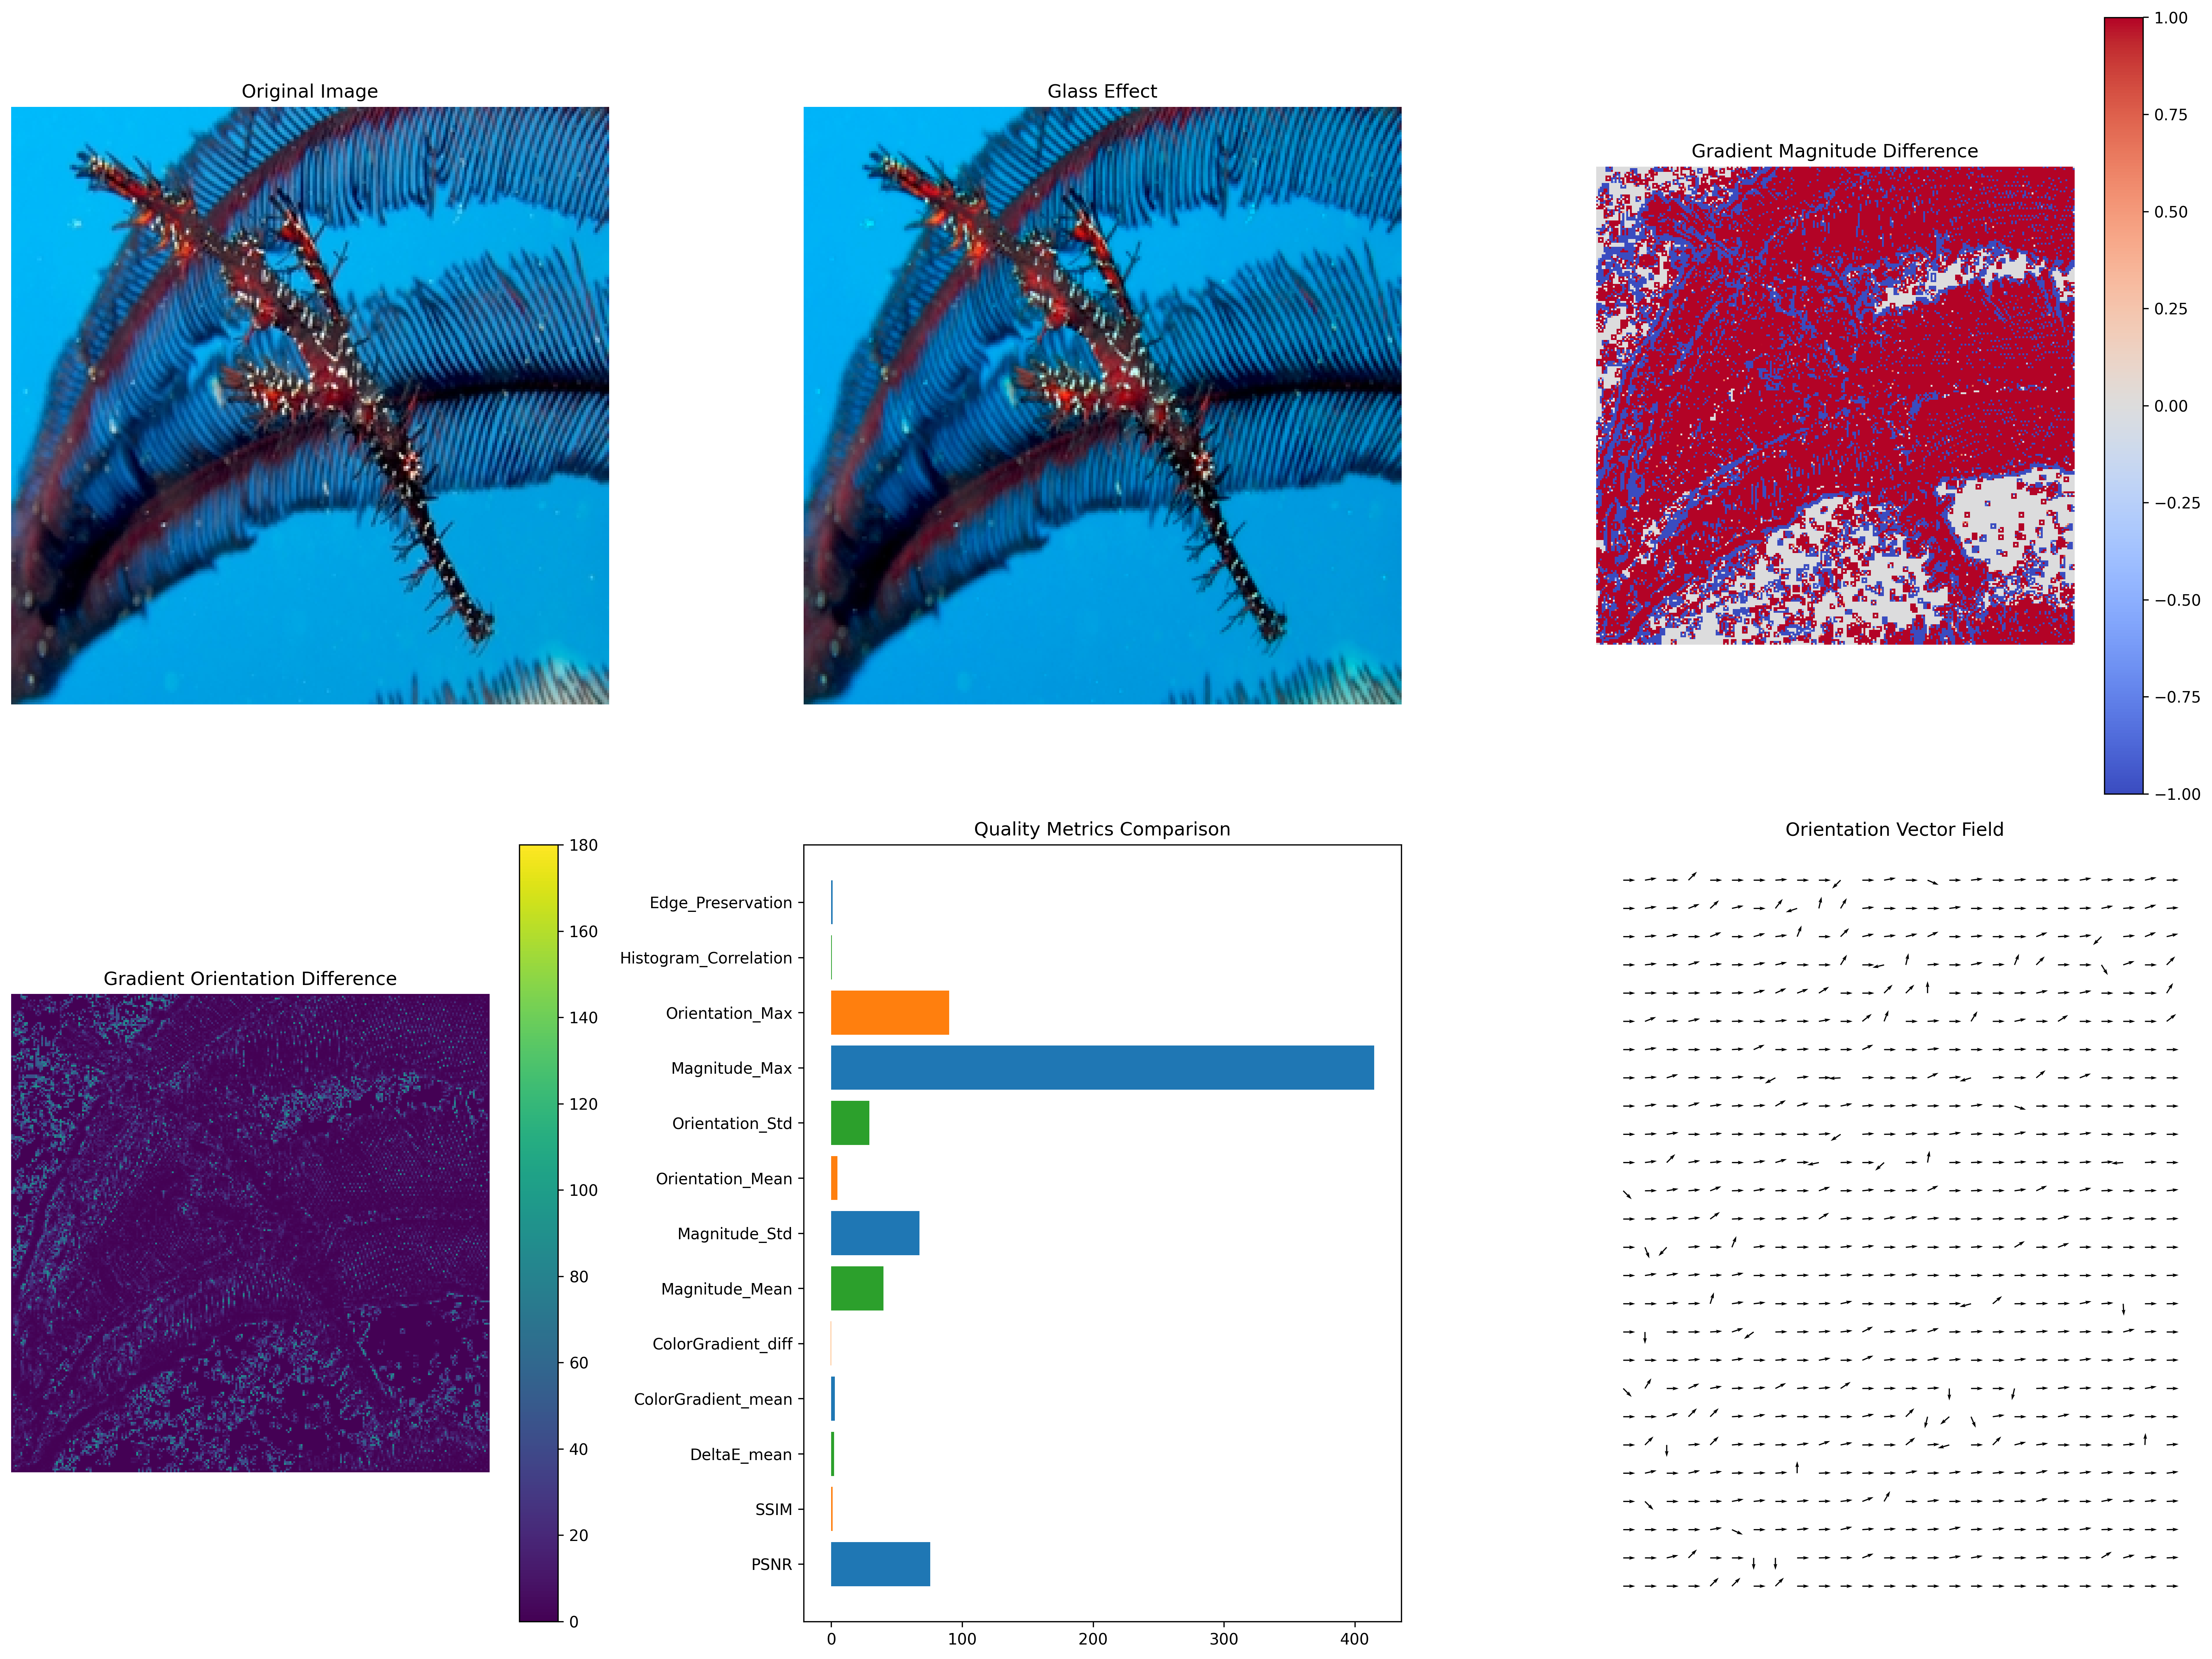 Original Image
Glass Effect
Gradient Magnitude Difference
1.00
0.75
0.50
0.25
0.00
−0.25
−0.50
−0.75
−1.00
Gradient Orientation Difference
180
160
140
120
100
80
60
40
20
0
Quality Metrics Comparison
Edge_Preservation
Histogram_Correlation
Orientation_Max
Magnitude_Max
Orientation_Std
Orientation_Mean
Magnitude_Std
Magnitude_Mean
ColorGradient_diff
ColorGradient_mean
DeltaE_mean
SSIM
PSNR
0 100 200 300 400
Orientation Vector Field